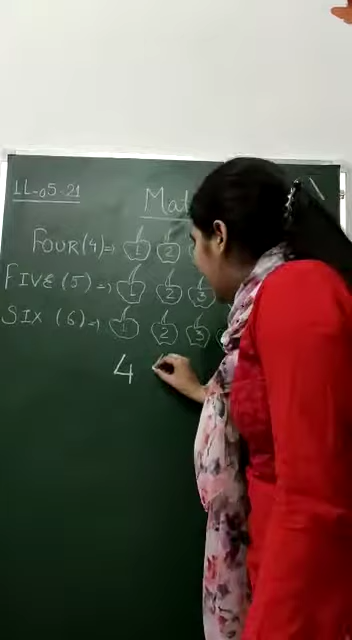 11-05-21
Mat
FOUR (4)= 1 2
FIVE (5)= 1 2 3
SIX (6)= 1 2 3
4